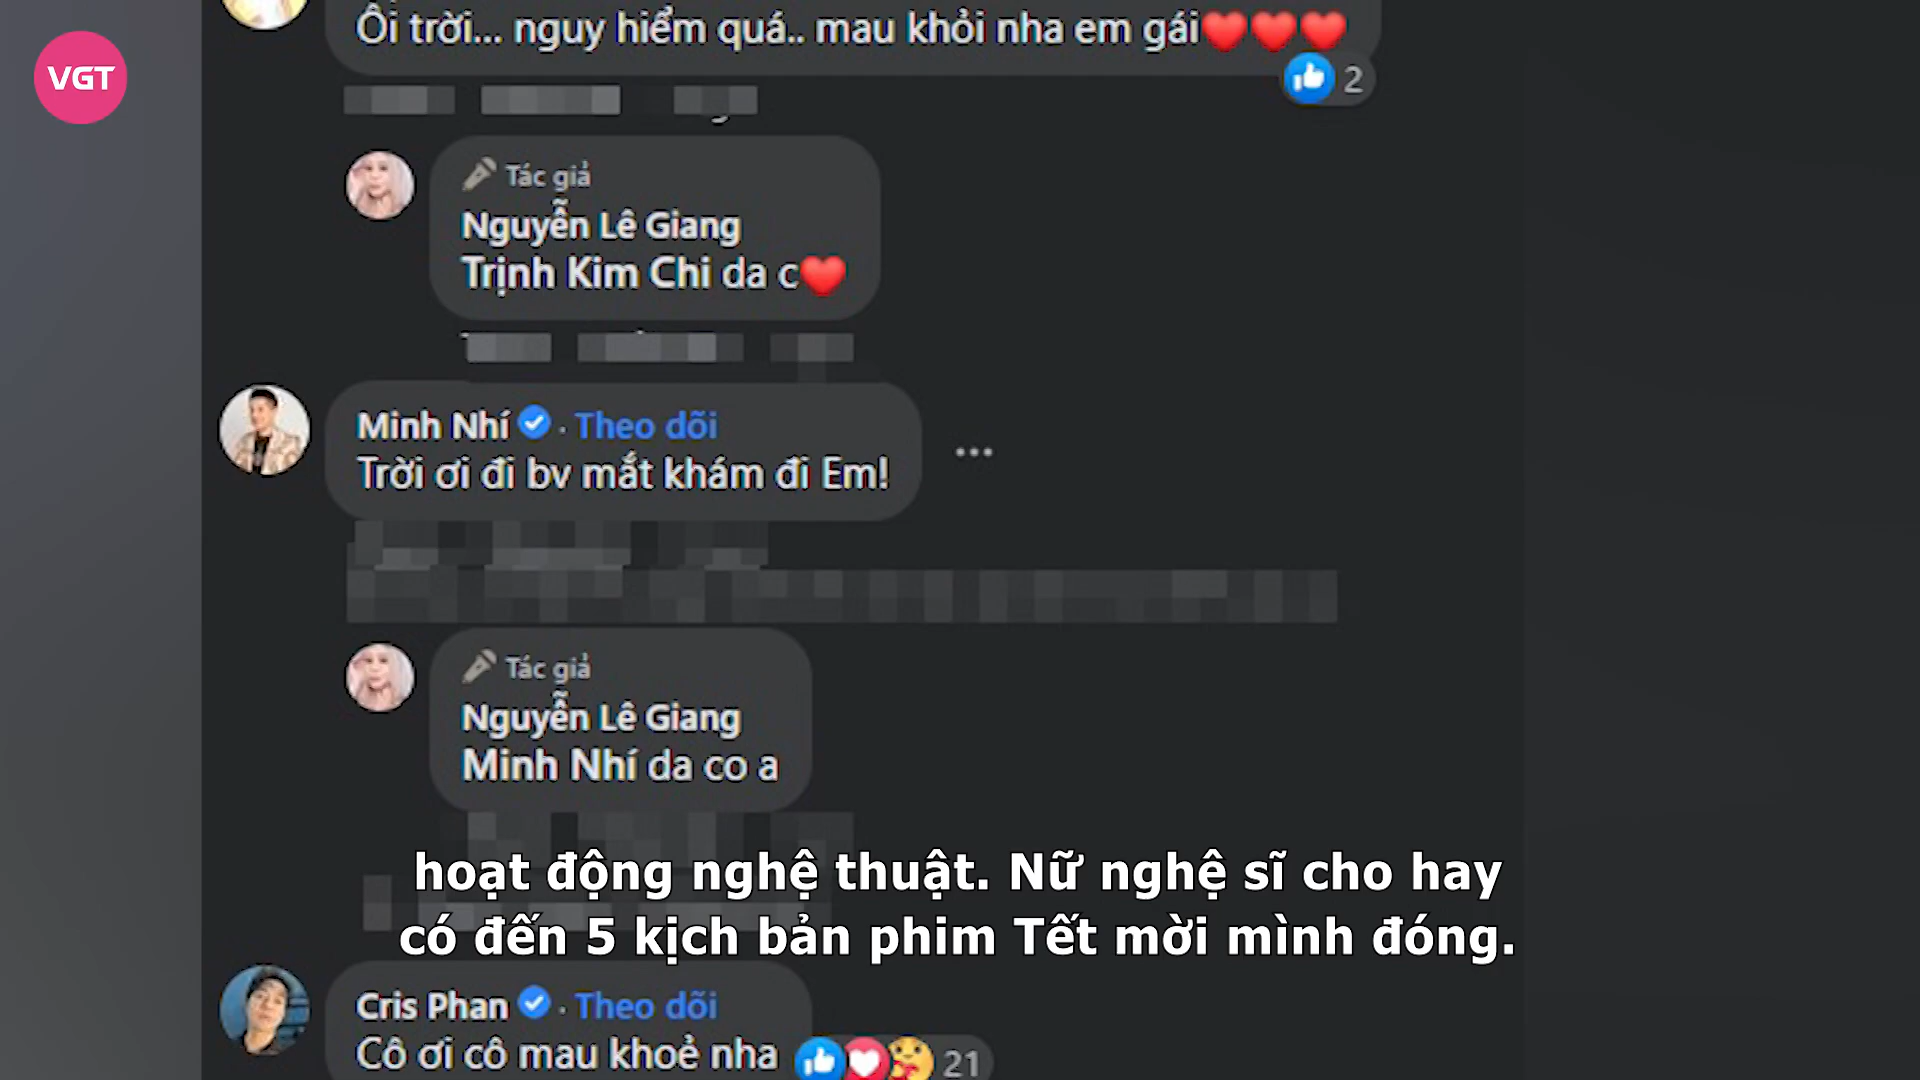 VGT
Ôi trời... nguy hiểm quá.. mau khỏi nha em gái❤️❤️❤️
2
Tác giả
Nguyễn Lê Giang
Trịnh Kim Chi da c❤️
Minh Nhí · Theo dõi
Trời ơi đi bv mắt khám đi Em!
Tác giả
Nguyễn Lê Giang
Minh Nhí da co a
hoạt động nghệ thuật. Nữ nghệ sĩ cho hay
có đến 5 kịch bản phim Tết mời mình đóng.
Cris Phan · Theo dõi
Cô ơi cô mau khoẻ nha
21